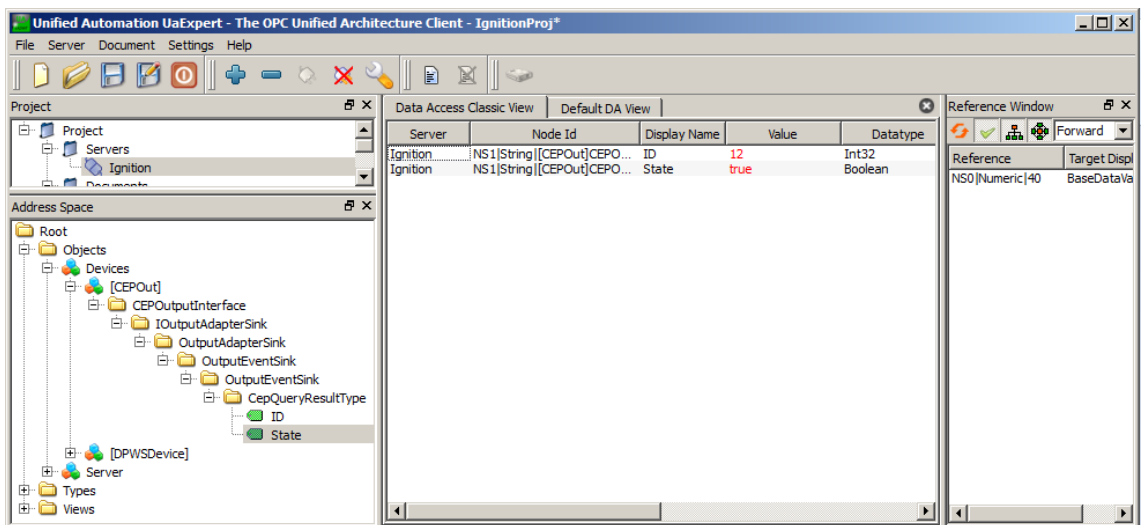 Unified Automation UaExpert - The OPC Unified Architecture Client - IgnitionProj*
File Server Document Settings Help
Project
Project
Servers
Ignition
Documents
Address Space
Root
Objects
Devices
[CEPOut]
CEPOutputInterface
IOutputAdapterSink
OutputAdapterSink
OutputEventSink
OutputEventSink
CepQueryResultType
ID
State
[DPWSDevice]
Server
Types
Views
Data Access Classic View Default DA View
Server Node Id Display Name Value Datatype
Ignition NS1|String|[CEPOut]CEPO... ID 12 Int32
Ignition NS1|String|[CEPOut]CEPO... State true Boolean
Reference Window
Forward
Reference Target Displ
NS0|Numeric|40 BaseDataVa